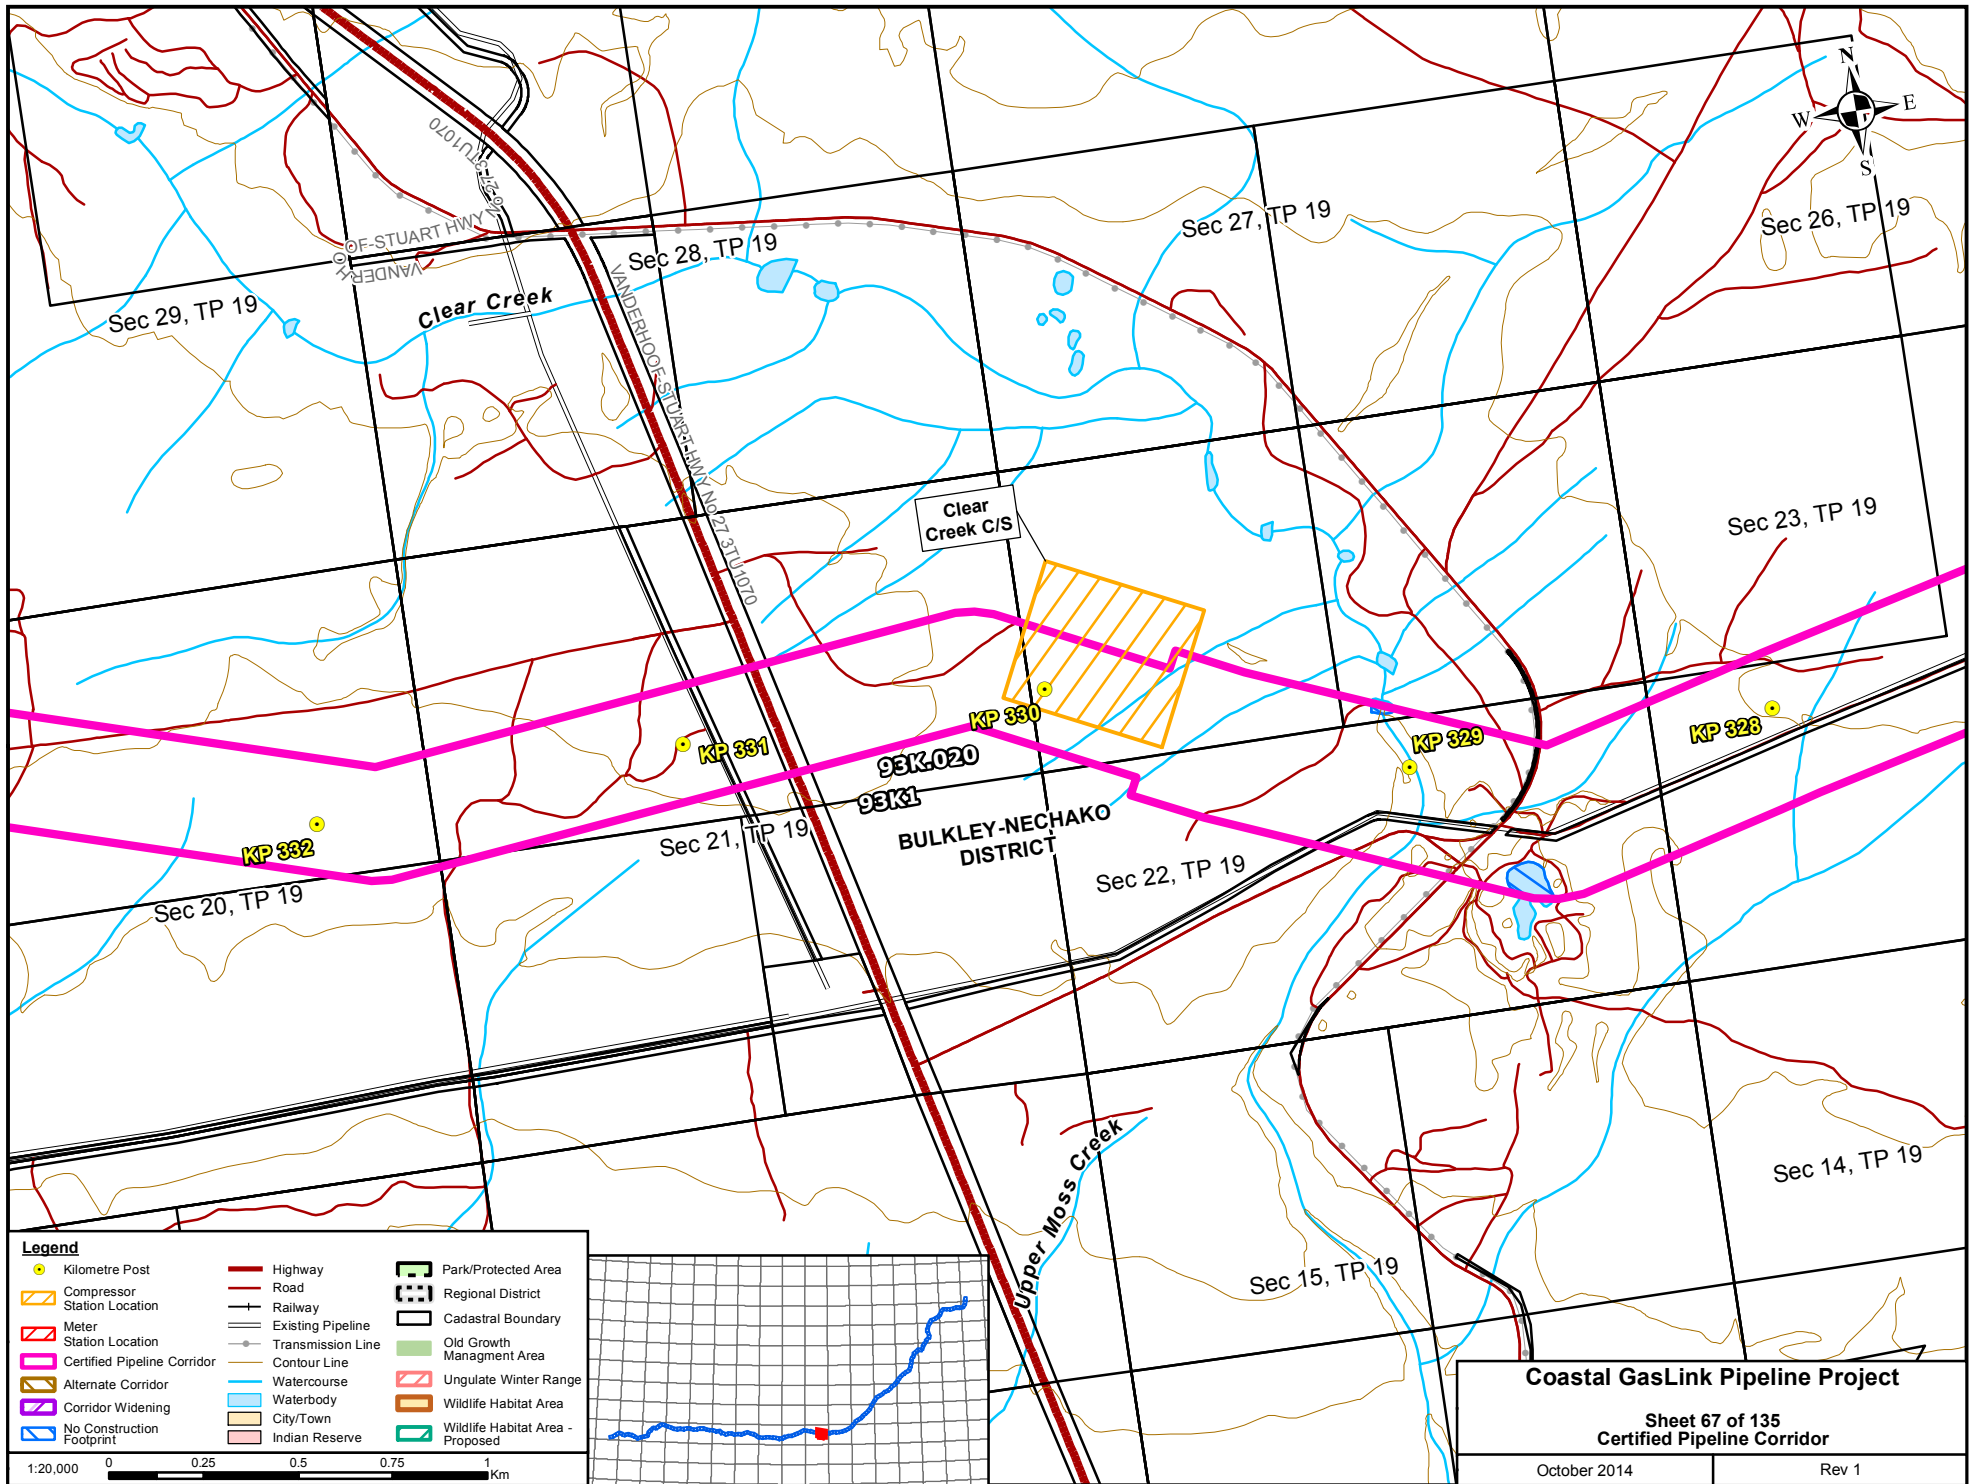 N
W
E
S
No 27 3TU1070
VANDERHOOF-STUART HWY
Sec 29, TP 19
Clear Creek
Sec 28, TP 19
Sec 27, TP 19
Sec 26, TP 19
VANDERHOOF-STUART HWY No 27 3TU1070
Clear
Creek C/S
Sec 23, TP 19
KP 332
KP 331
KP 330
KP 329
KP 328
93K.020
93K1
BULKLEY-NECHAKO
DISTRICT
Sec 20, TP 19
Sec 21, TP 19
Sec 22, TP 19
Upper Moss Creek
Sec 15, TP 19
Sec 14, TP 19
Legend
Kilometre Post
Compressor
Station Location
Meter
Station Location
Certified Pipeline Corridor
Alternate Corridor
Corridor Widening
No Construction
Footprint
Highway
Road
Railway
Existing Pipeline
Transmission Line
Contour Line
Watercourse
Waterbody
City/Town
Indian Reserve
Park/Protected Area
Regional District
Cadastral Boundary
Old Growth
Managment Area
Ungulate Winter Range
Wildlife Habitat Area
Wildlife Habitat Area -
Proposed
1:20,000
0 0.25 0.5 0.75 1
Km
Coastal GasLink Pipeline Project
Sheet 67 of 135
Certified Pipeline Corridor
October 2014
Rev 1